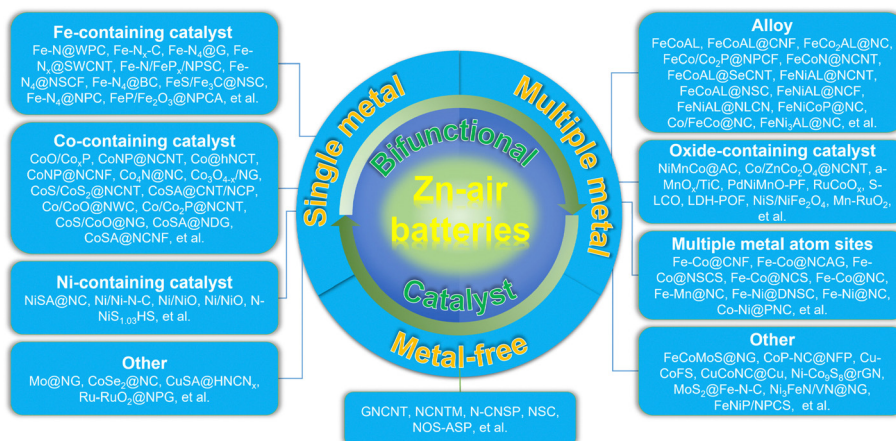 Fe-containing catalyst
Fe-N@WPC, Fe-Nₓ-C, Fe-N₄@G, Fe-
Nₓ@SWCNT, Fe-N/FePₓ/NPSC, Fe-
N₄@NSCF, Fe-N₄@BC, FeS/Fe₃C@NSC,
Fe-N₄@NPC, FeP/Fe₂O₃@NPCA, et al.
Co-containing catalyst
CoO/CoₓP, CoNP@NCNT, Co@hNCT,
CoNP@NCNF, Co₄N@NC, Co₃O₄₋ₓ/NG,
CoS/CoS₂@NCNT, CoSA@CNT/NCP,
Co/CoO@NWC, Co/Co₂P@NCNT,
CoS/CoO@NG, CoSA@NDG,
CoSA@NCNF, et al.
Ni-containing catalyst
NiSA@NC, Ni/Ni-N-C, Ni/NiO, Ni/NiO, N-
NiS₁.₀₃HS, et al.
Other
Mo@NG, CoSe₂@NC, CuSA@HNCNₓ,
Ru-RuO₂@NPG, et al.
Single metal
Multiple metal
Metal-free
Bifunctional
Catalyst
Zn-air
batteries
GNCNT, NCNTM, N-CNSP, NSC,
NOS-ASP, et al.
Alloy
FeCoAL, FeCoAL@CNF, FeCo₂AL@NC,
FeCo/Co₂P@NPCF, FeCoN@NCNT,
FeCoAL@SeCNT, FeNiAL@NCNT,
FeCoAL@NSC, FeNiAL@NCF,
FeNiAL@NLCN, FeNiCoP@NC,
Co/FeCo@NC, FeNi₃AL@NC, et al.
Oxide-containing catalyst
NiMnCo@AC, Co/ZnCo₂O₄@NCNT, a-
MnOₓ/TiC, PdNiMnO-PF, RuCoOₓ, S-
LCO, LDH-POF, NiS/NiFe₂O₄, Mn-RuO₂,
et al.
Multiple metal atom sites
Fe-Co@CNF, Fe-Co@NCAG, Fe-
Co@NSCS, Fe-Co@NCS, Fe-Co@NC,
Fe-Mn@NC, Fe-Ni@DNSC, Fe-Ni@NC,
Co-Ni@PNC, et al.
Other
FeCoMoS@NG, CoP-NC@NFP, Cu-
CoFS, CuCoNC@Cu, Ni-Co₉S₈@rGN,
MoS₂@Fe-N-C, Ni₃FeN/VN@NG,
FeNiP/NPCS, et al.